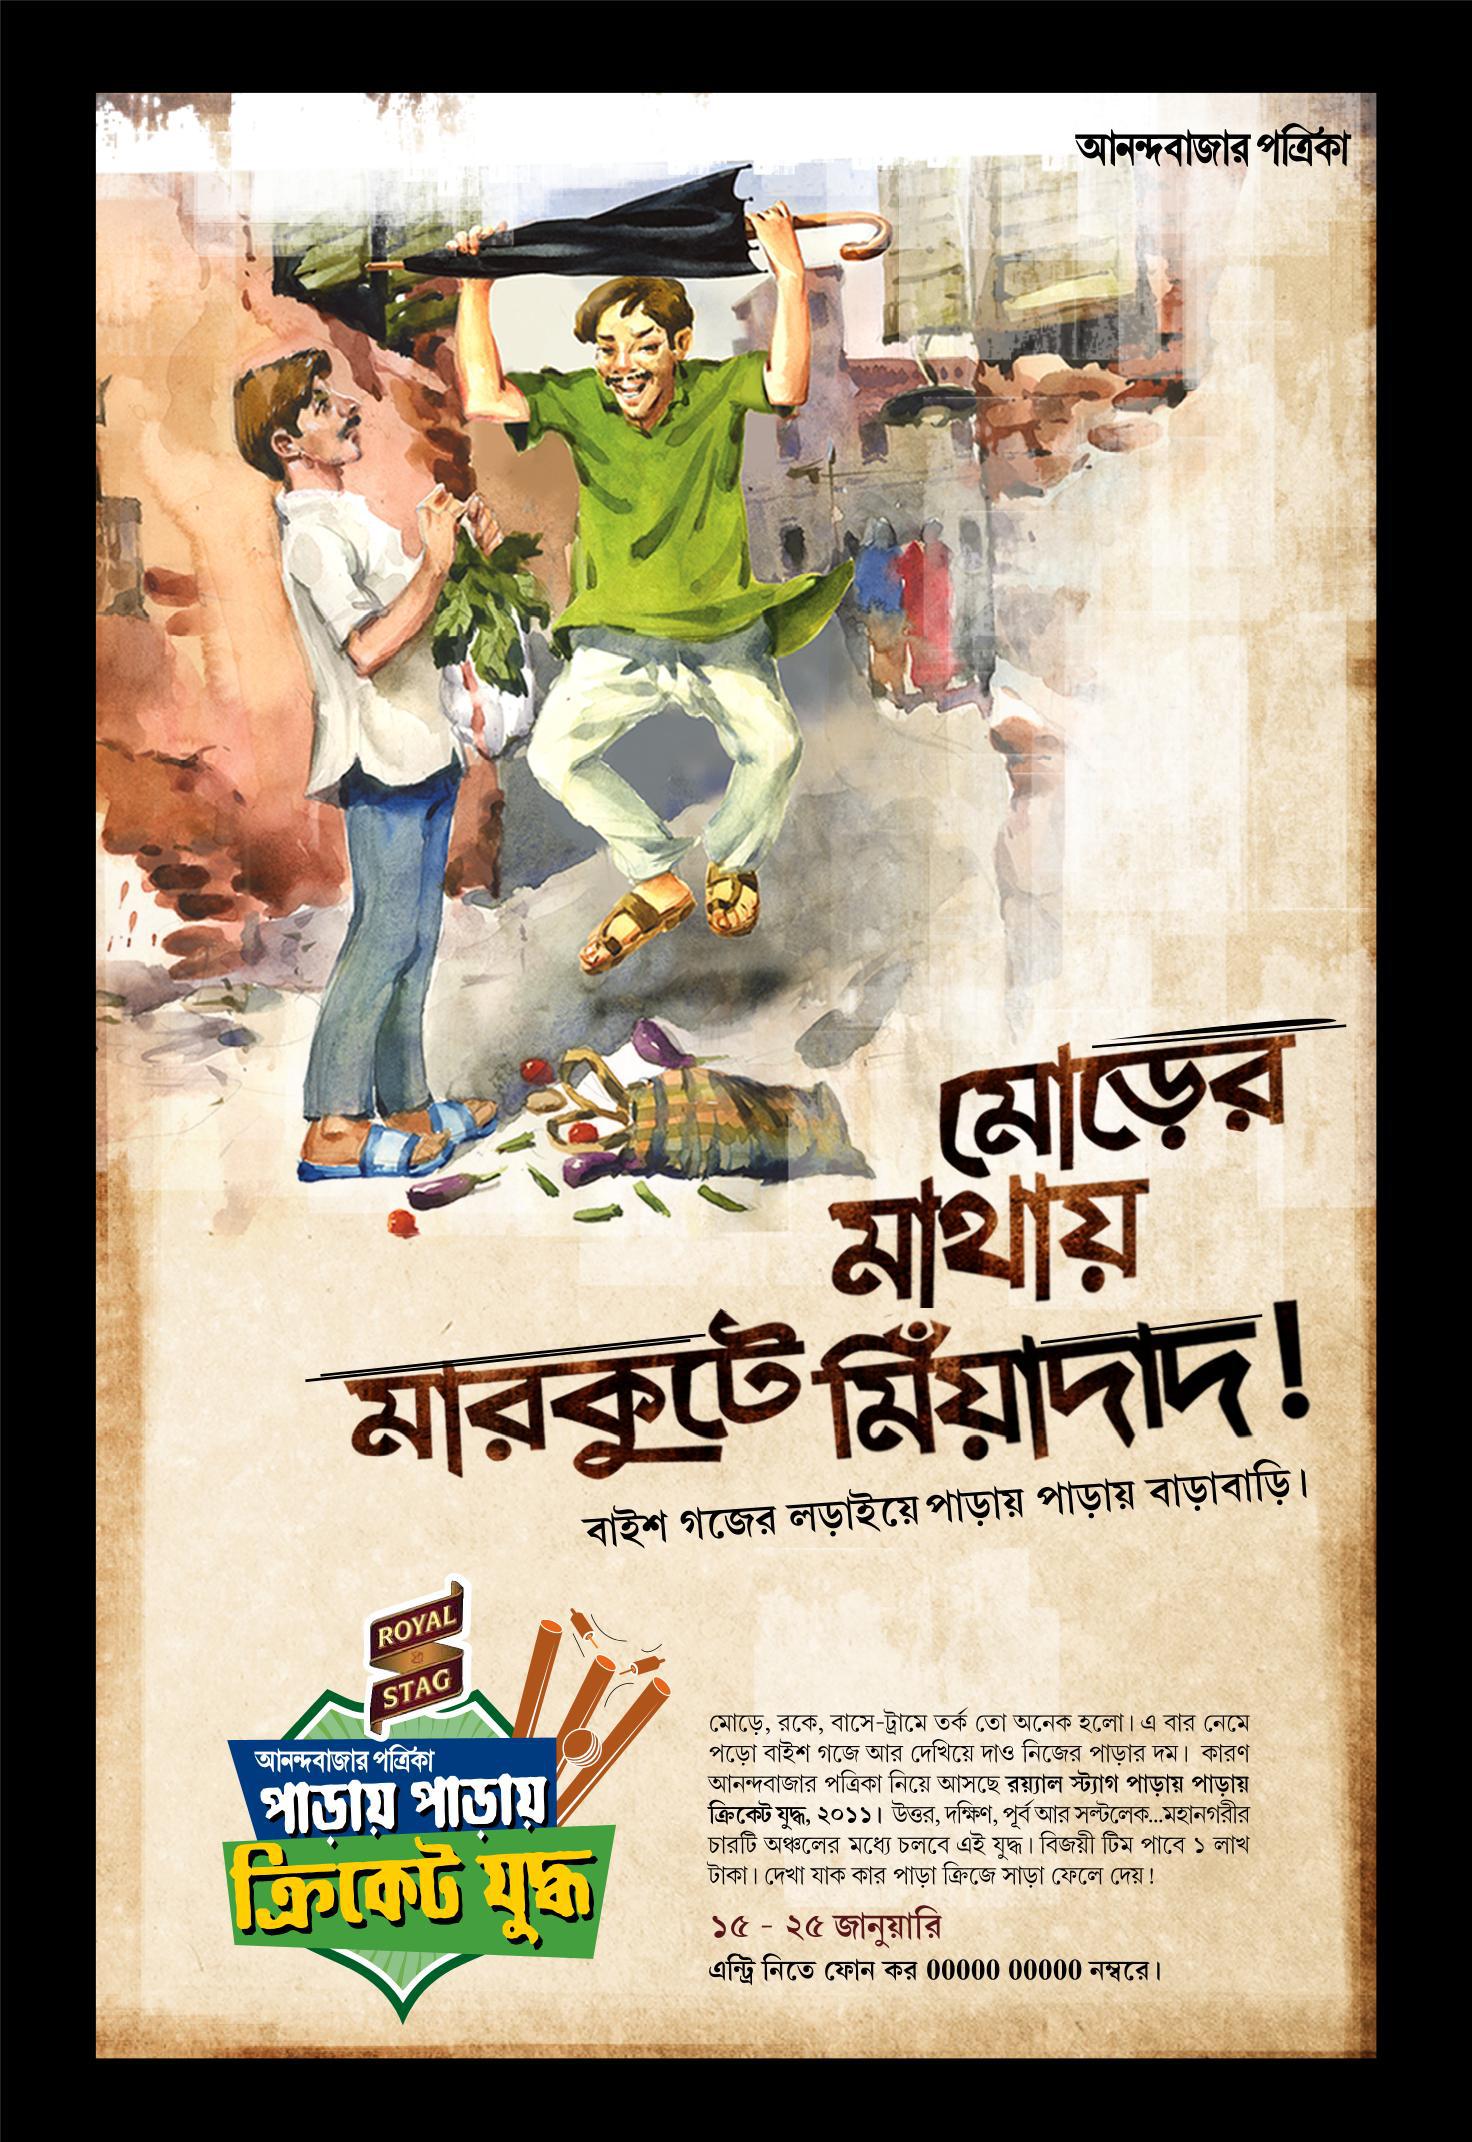 আনন্দবাজার পত্রিকা
মোড়ের
মাথায়
মারকুটে মিঁয়াদাদ!
বাইশ গজের লড়াইয়ে পাড়ায় পাড়ায় বাড়াবাড়ি।
ROYAL
STAG
আনন্দবাজার পত্রিকা
পাড়ায় পাড়ায়
ক্রিকেট যুদ্ধ
মোড়ে, রকে, বাসে-ট্রামে তর্ক তো অনেক হলো। এ বার নেমে
পড়ো বাইশ গজে আর দেখিয়ে দাও নিজের পাড়ার দম। কারণ
আনন্দবাজার পত্রিকা নিয়ে আসছে রয়্যাল স্ট্যাগ পাড়ায় পাড়ায়
ক্রিকেট যুদ্ধ, ২০১১। উত্তর, দক্ষিণ, পূর্ব আর সল্টলেক...মহানগরীর
চারটি অঞ্চলের মধ্যে চলবে এই যুদ্ধ। বিজয়ী টিম পাবে ১ লাখ
টাকা। দেখা যাক কার পাড়া ক্রিজে সাড়া ফেলে দেয়!
১৫ - ২৫ জানুয়ারি
এন্ট্রি নিতে ফোন কর 00000 00000 নম্বরে।